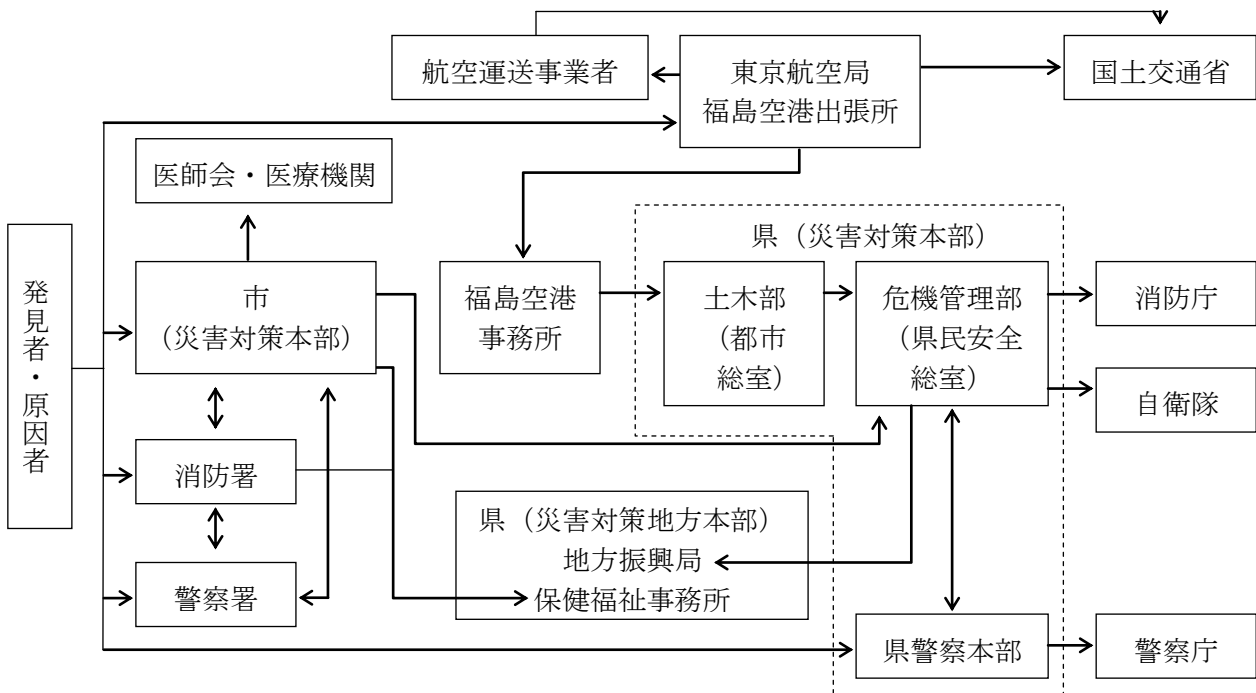 航空運送事業者
東京航空局
福島空港出張所
国土交通省
医師会・医療機関
県（災害対策本部）
発見者・原因者
市
（災害対策本部）
福島空港
事務所
土木部
（都市
総室）
危機管理部
（県民安全
総室）
消防庁
自衛隊
消防署
県（災害対策地方本部）
地方振興局
保健福祉事務所
警察署
県警察本部
警察庁